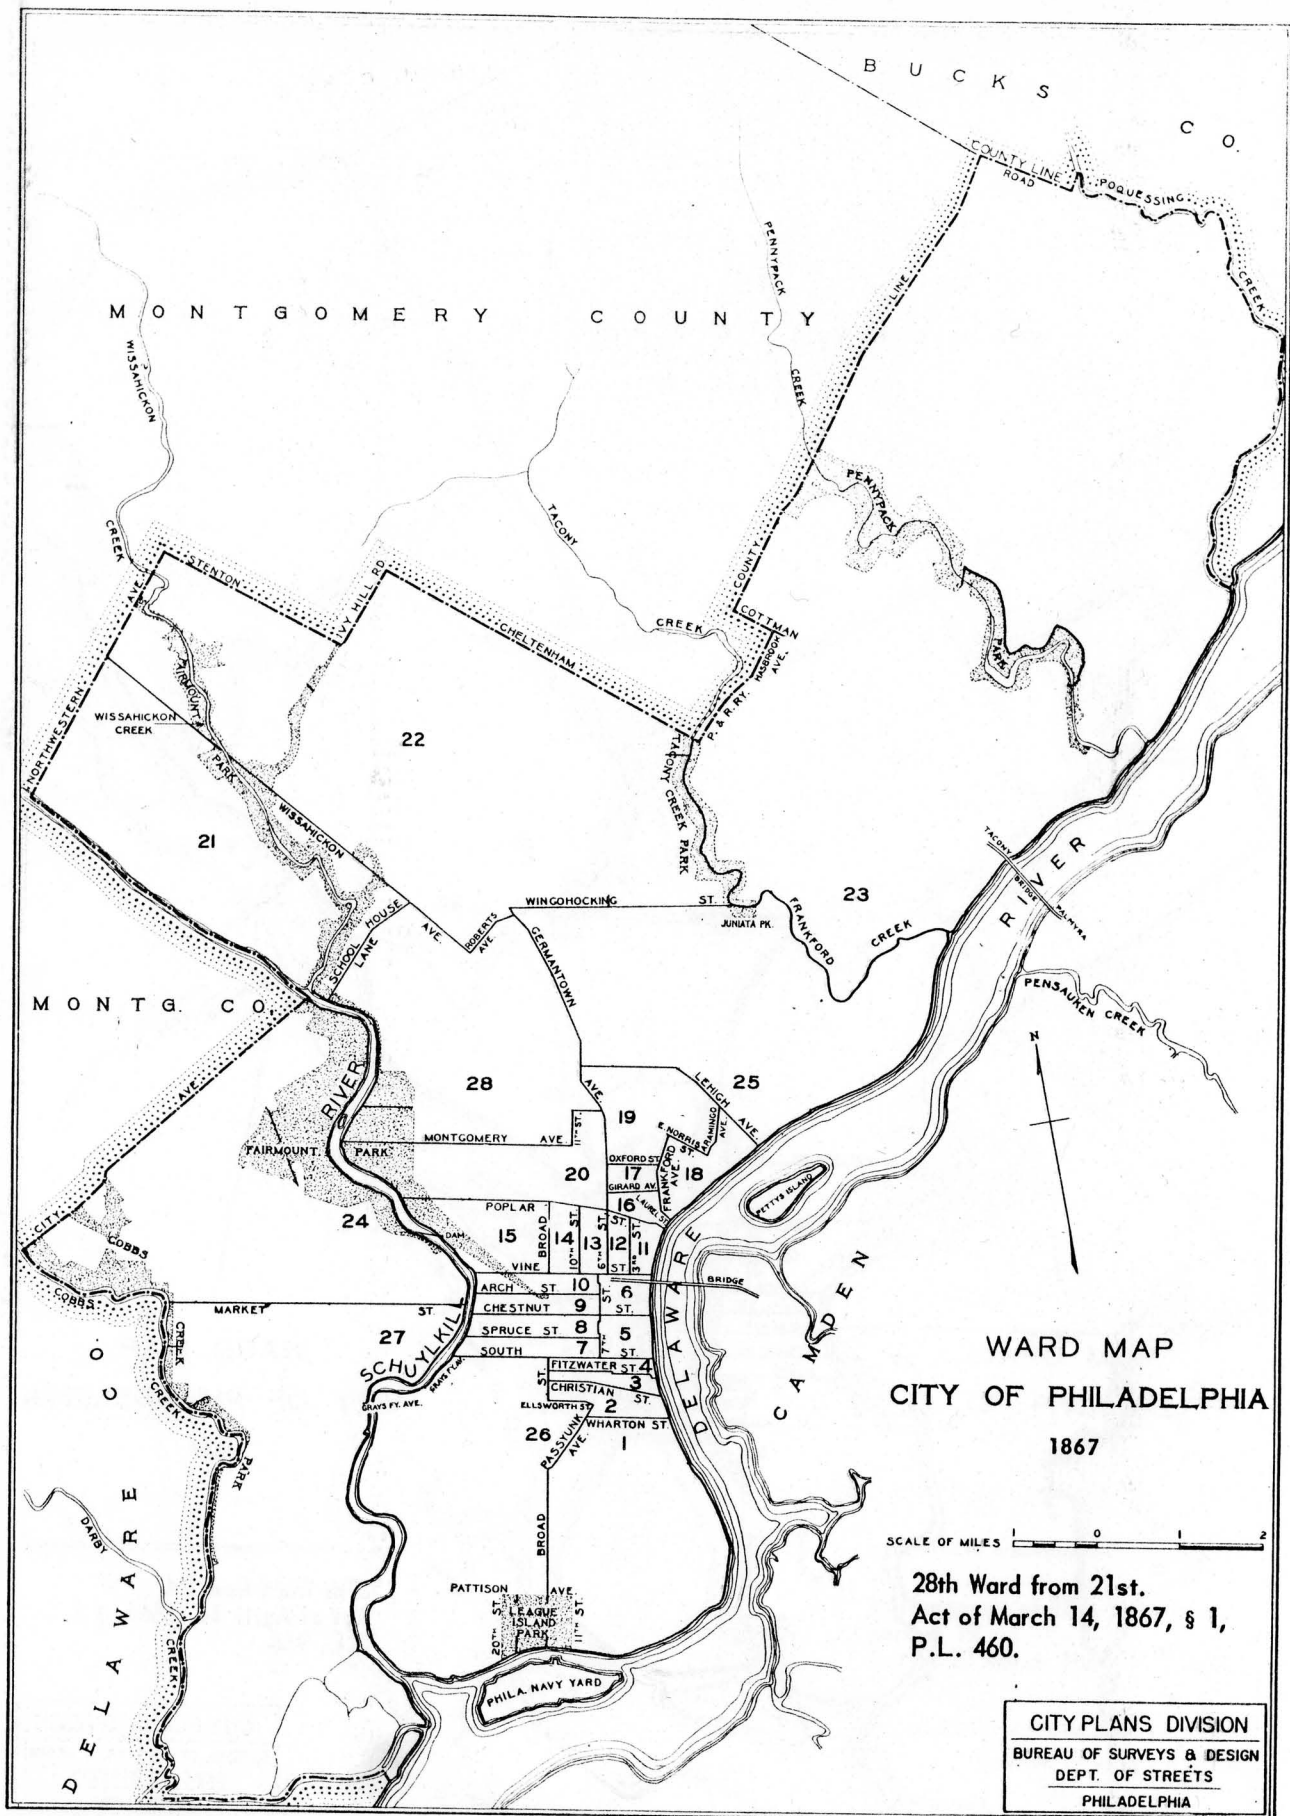 BUCKS CO.
COUNTY LINE
ROAD
POQUESSING
CREEK
PENNYPACK
CREEK
COUNTY LINE
MONTGOMERY COUNTY
WISSAHICKON
CREEK
TACONY
CREEK
PENNYPACK
PARK
STENTON
IVY HILL RD
CHELTENHAM
COTTMAN
HASBROOK
AVE.
P. & R. RY.
NORTHWESTERN AVE.
FAIRMOUNT
PARK
WISSAHICKON
CREEK
22
21
WISSAHICKON
AVE.
TACONY CREEK PARK
23
TACONY
BRIDGE
PALMYRA
WINGOHOCKING ST.
JUNIATA PK.
FRANKFORD
CREEK
SCHOOL HOUSE
LANE
ROBERTS
AVE.
GERMANTOWN
AVE.
MONTG. CO.
CITY AVE.
PENSAUKEN CREEK
N
RIVER
28
25
LEHIGH AVE.
19
11TH ST.
E. NORRIS
ST.
ARAMINGO
AVE.
MONTGOMERY AVE.
FAIRMOUNT PARK
20
OXFORD ST.
17
GIRARD AV.
FRANKFORD
AVE.
18
16
LAUREL ST.
PETTYS ISLAND
24
DAM
POPLAR ST.
15
BROAD
14
10TH ST.
13
6TH ST.
12
3RD ST.
11
VINE ST.
COBBS
COBBS
CREEK
CREEK
PARK
MARKET ST.
27
ARCH ST. 10
CHESTNUT 9 ST.
SPRUCE ST. 8
SOUTH 7 ST.
7TH ST.
6
5
BRIDGE
FITZWATER ST. 4
3
CHRISTIAN ST.
ELLSWORTH ST.
2
WHARTON ST.
1
26
PASSYUNK
AVE.
ST.
BROAD
SCHUYLKILL
RIVER
GRAYS FY. AV.
GRAYS FY. AVE.
DELAWARE
RIVER
CAMDEN
DELAWARE CO.
DARBY
CREEK
PATTISON AVE.
20TH ST.
LEAGUE
ISLAND
PARK
11TH ST.
PHILA. NAVY YARD
WARD MAP
CITY OF PHILADELPHIA
1867
SCALE OF MILES 1 0 1 2
28th Ward from 21st.
Act of March 14, 1867, § 1,
P.L. 460.
CITY PLANS DIVISION
BUREAU OF SURVEYS & DESIGN
DEPT. OF STREETS
PHILADELPHIA